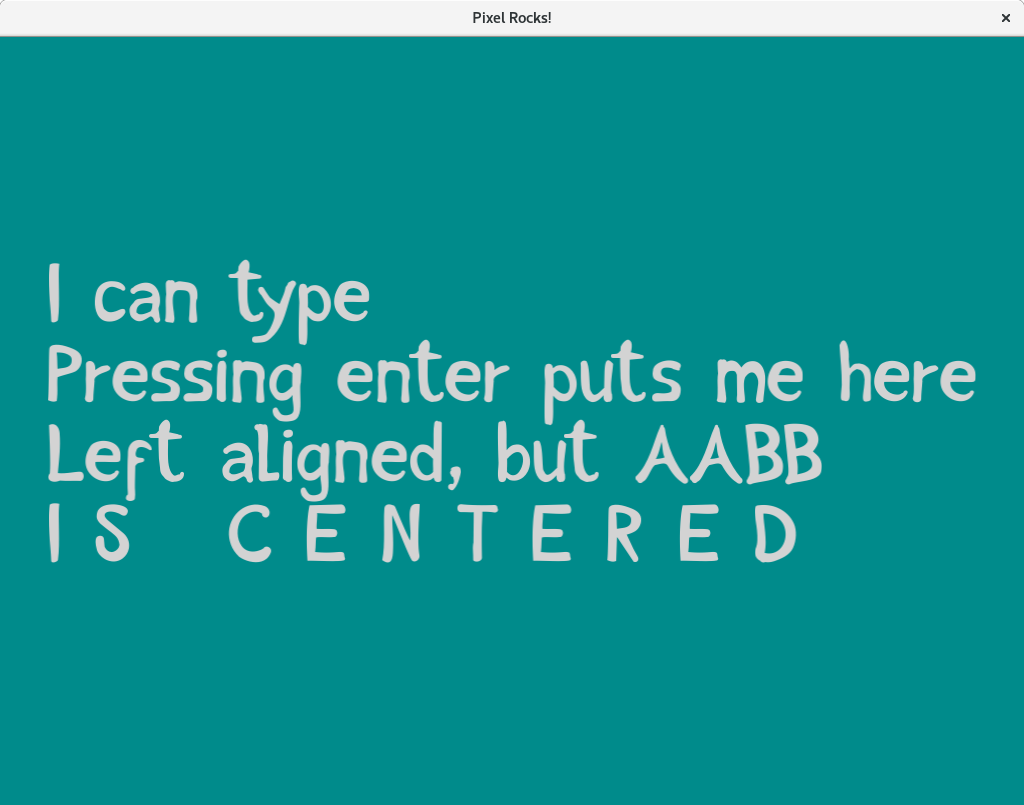 Pixel Rocks!
I can type
Pressing enter puts me here
Left aligned, but AABB
I S   C E N T E R E D